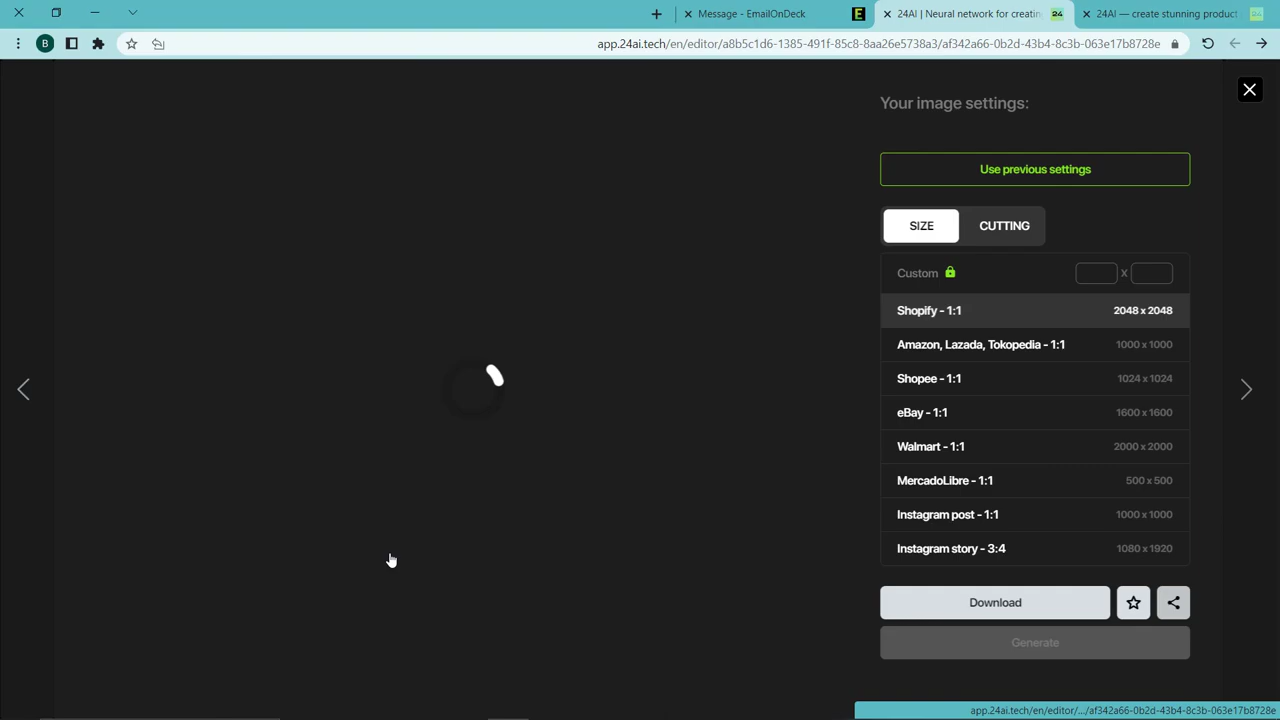 Message - EmailOnDeck
24AI | Neural network for creatin
24AI — create stunning product
24
B
app.24ai.tech/en/editor/a8b5c1d6-1385-491f-85c8-8aa26e5738a3/af342a66-0b2d-43b4-8c3b-063e17b8728e
Your image settings:
Use previous settings
SIZE CUTTING
Custom x
Shopify - 1:1 2048 x 2048
Amazon, Lazada, Tokopedia - 1:1 1000 x 1000
Shopee - 1:1 1024 x 1024
eBay - 1:1 1600 x 1600
Walmart - 1:1 2000 x 2000
MercadoLibre - 1:1 500 x 500
Instagram post - 1:1 1000 x 1000
Instagram story - 3:4 1080 x 1920
Download
Generate
app.24ai.tech/en/editor/.../af342a66-0b2d-43b4-8c3b-063e17b8728e